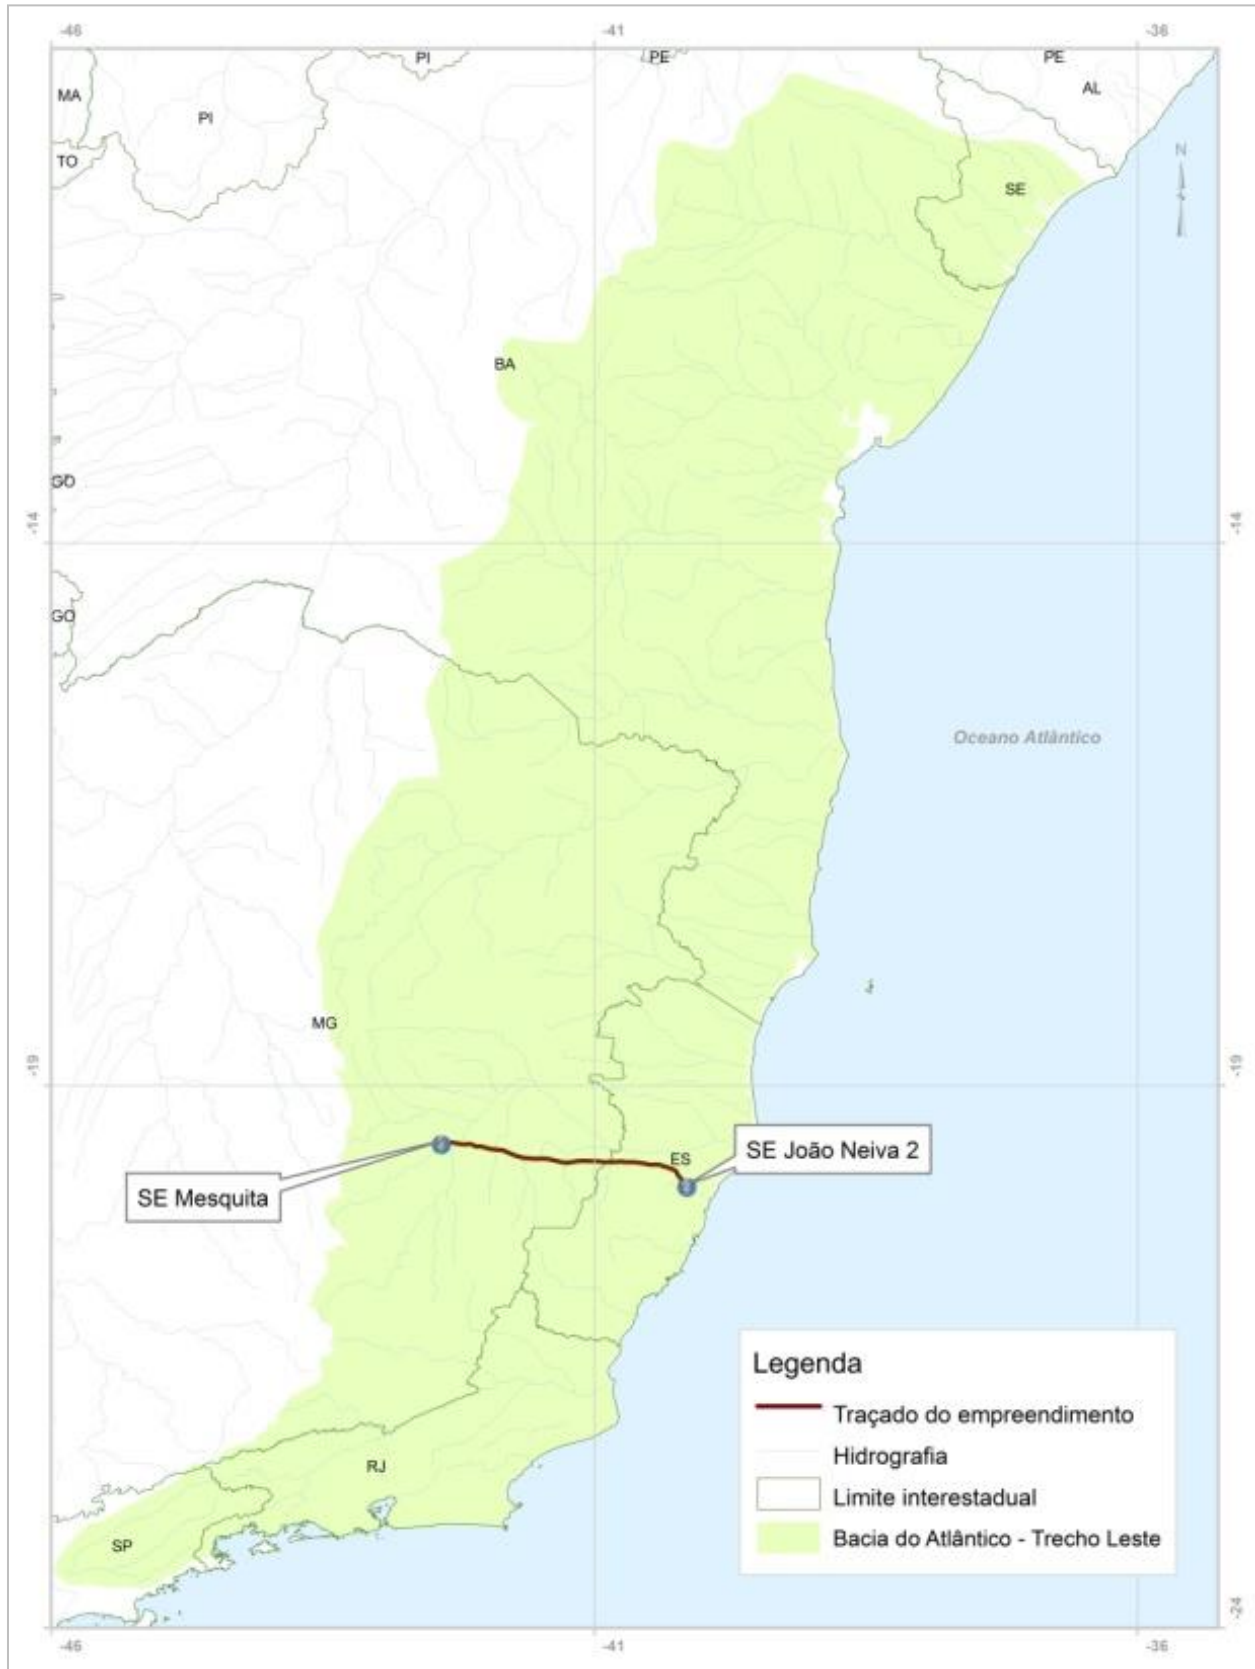 -46
-41
-36
PI
PE
PE
MA
AL
PI
N
TO
SE
BA
GO
-14
-14
GO
Oceano Atlântico
MG
-19
-19
SE João Neiva 2
ES
SE Mesquita
Legenda
Traçado do empreendimento
Hidrografia
Limite interestadual
Bacia do Atlântico - Trecho Leste
RJ
SP
-24
-46
-41
-36